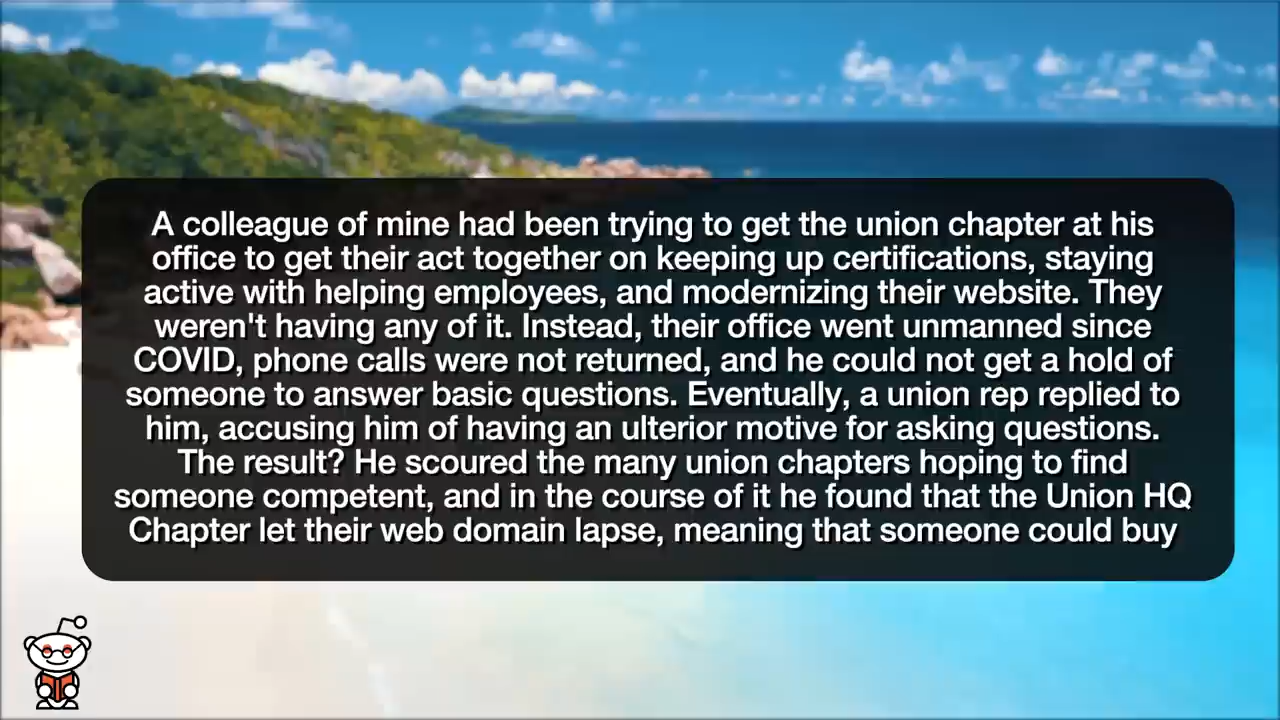 A colleague of mine had been trying to get the union chapter at his
office to get their act together on keeping up certifications, staying
active with helping employees, and modernizing their website. They
weren't having any of it. Instead, their office went unmanned since
COVID, phone calls were not returned, and he could not get a hold of
someone to answer basic questions. Eventually, a union rep replied to
him, accusing him of having an ulterior motive for asking questions.
The result? He scoured the many union chapters hoping to find
someone competent, and in the course of it he found that the Union HQ
Chapter let their web domain lapse, meaning that someone could buy